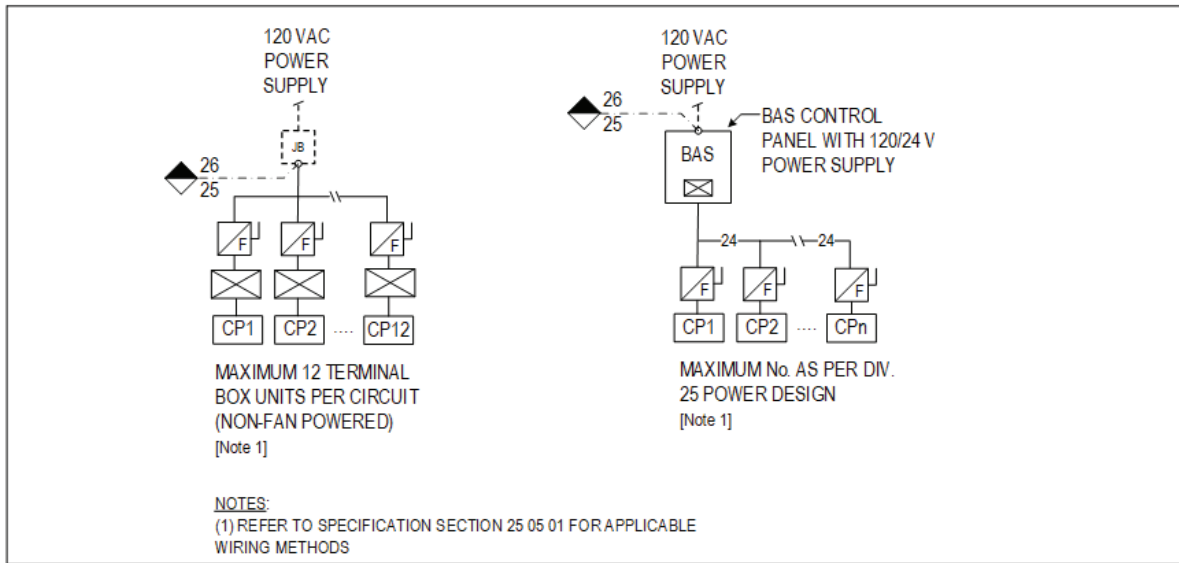 120 VAC
POWER
SUPPLY
JB
26
25
F
F
F
CP1
CP2
....
CP12
MAXIMUM 12 TERMINAL
BOX UNITS PER CIRCUIT
(NON-FAN POWERED)
[Note 1]
120 VAC
POWER
SUPPLY
26
25
BAS CONTROL
PANEL WITH 120/24 V
POWER SUPPLY
BAS
24
24
F
F
F
CP1
CP2
....
CPn
MAXIMUM No. AS PER DIV.
25 POWER DESIGN
[Note 1]
NOTES:
(1) REFER TO SPECIFICATION SECTION 25 05 01 FOR APPLICABLE
WIRING METHODS